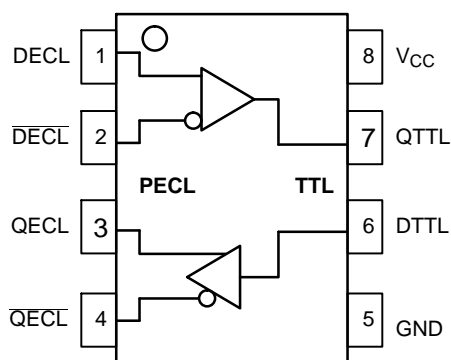 DECL 1 8 VCC
DECL 2 7 QTTL
PECL TTL
QECL 3 6 DTTL
QECL 4 5 GND